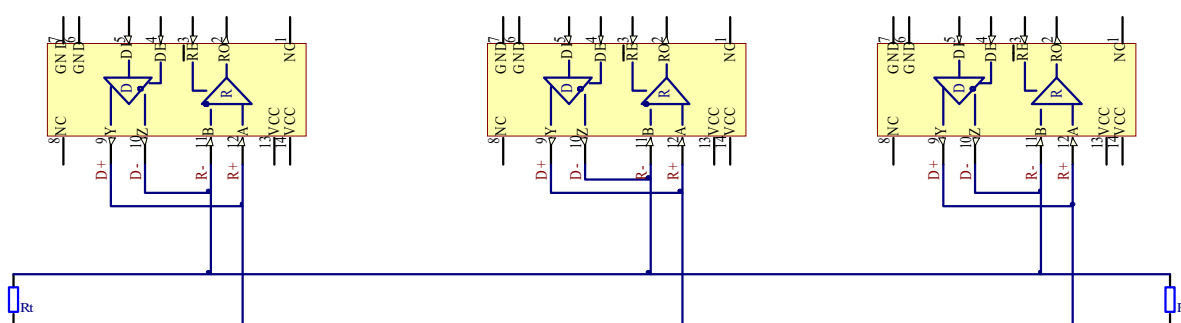 7 GND 6 GND 5 DI 4 DE 3 RE 2 RO 1 NC
D R
8 NC 9 Y 10 Z 11 B 12 A 13 VCC 14 VCC
D+ D- R- R+
7 GND 6 GND 5 DI 4 DE 3 RE 2 RO 1 NC
D R
8 NC 9 Y 10 Z 11 B 12 A 13 VCC 14 VCC
D+ D- R- R+
7 GND 6 GND 5 DI 4 DE 3 RE 2 RO 1 NC
D R
8 NC 9 Y 10 Z 11 B 12 A 13 VCC 14 VCC
D+ D- R- R+
Rt